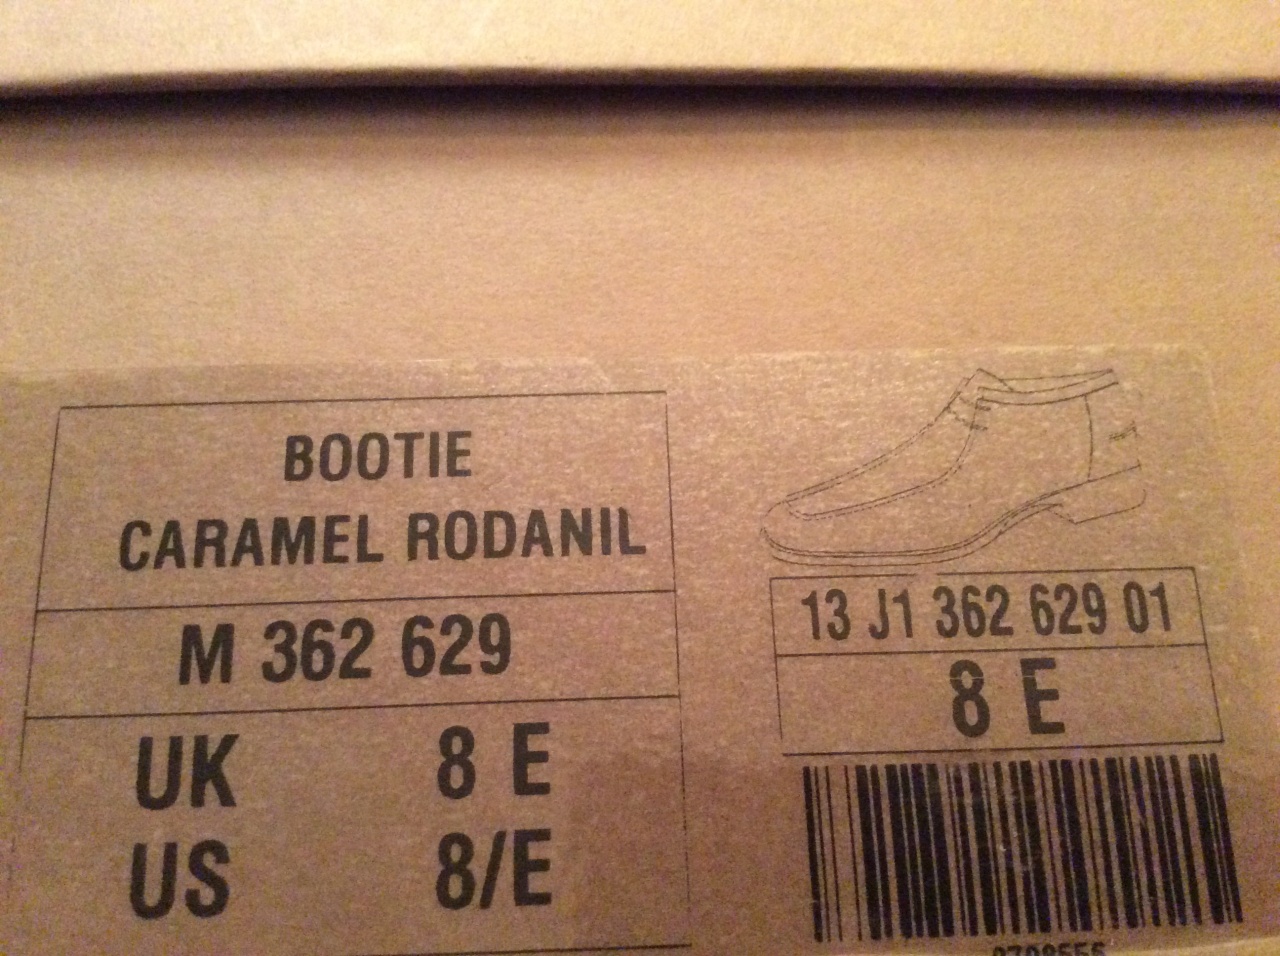 BOOTIE
CARAMEL RODANIL
M 362 629
UK 8 E
US 8/E
13 J1 362 629 01
8 E